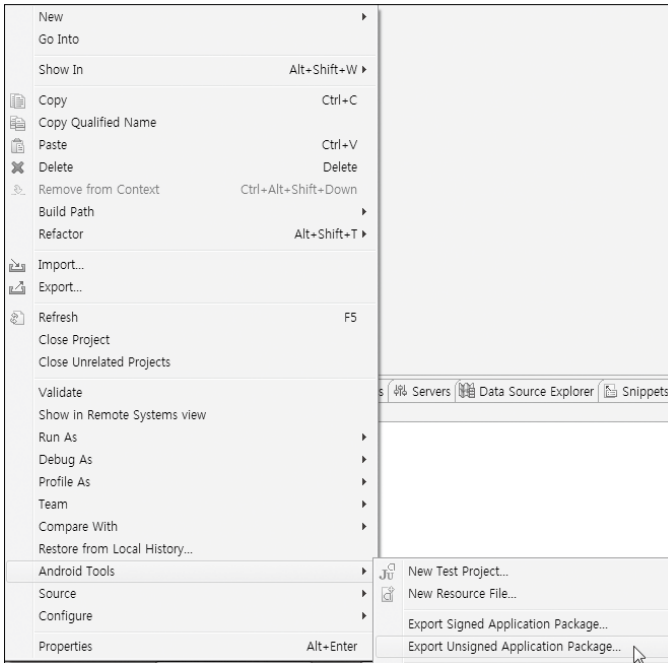 New
Go Into
Show In Alt+Shift+W
Copy Ctrl+C
Copy Qualified Name
Paste Ctrl+V
Delete Delete
Remove from Context Ctrl+Alt+Shift+Down
Build Path
Refactor Alt+Shift+T
Import...
Export...
Refresh F5
Close Project
Close Unrelated Projects
Validate
s Servers Data Source Explorer Snippets
Show in Remote Systems view
Run As
Debug As
Profile As
Team
Compare With
Restore from Local History...
Android Tools
New Test Project...
Source
New Resource File...
Configure
Export Signed Application Package...
Properties Alt+Enter
Export Unsigned Application Package...